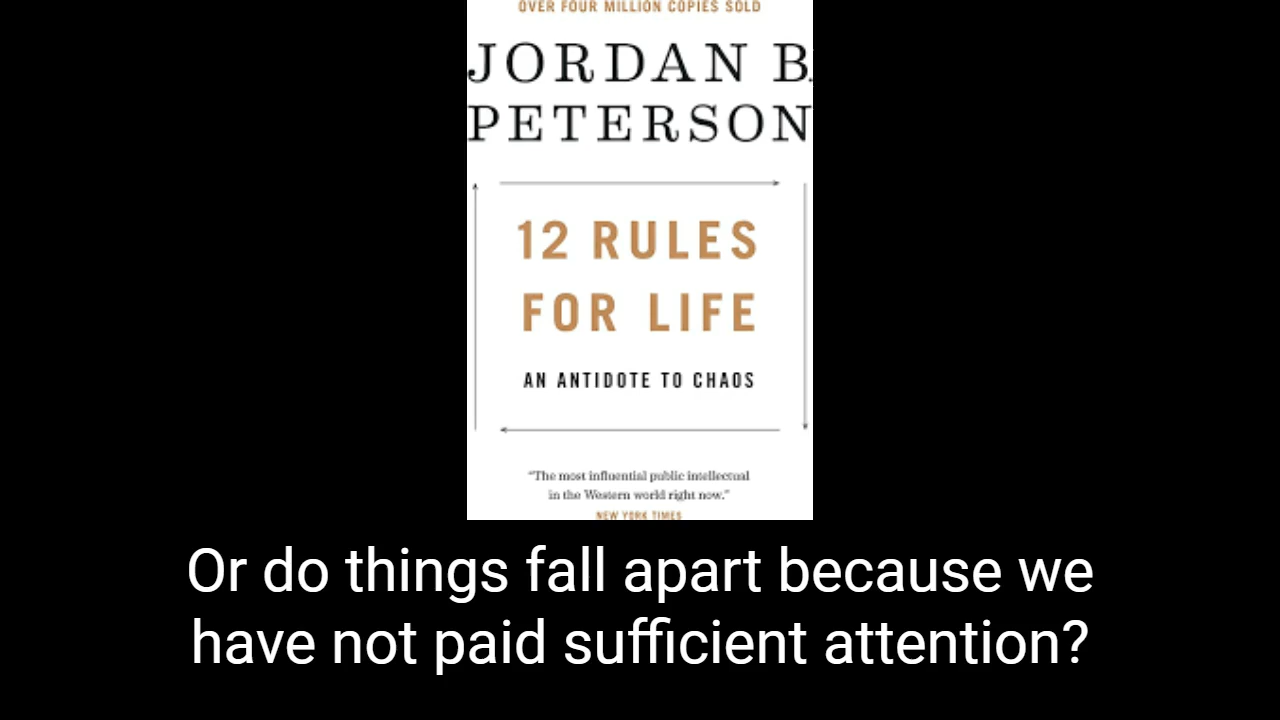 OVER FOUR MILLION COPIES SOLD
JORDAN B.
PETERSON
12 RULES
FOR LIFE
AN ANTIDOTE TO CHAOS
“The most influential public intellectual
in the Western world right now.”
NEW YORK TIMES
Or do things fall apart because we
have not paid sufficient attention?